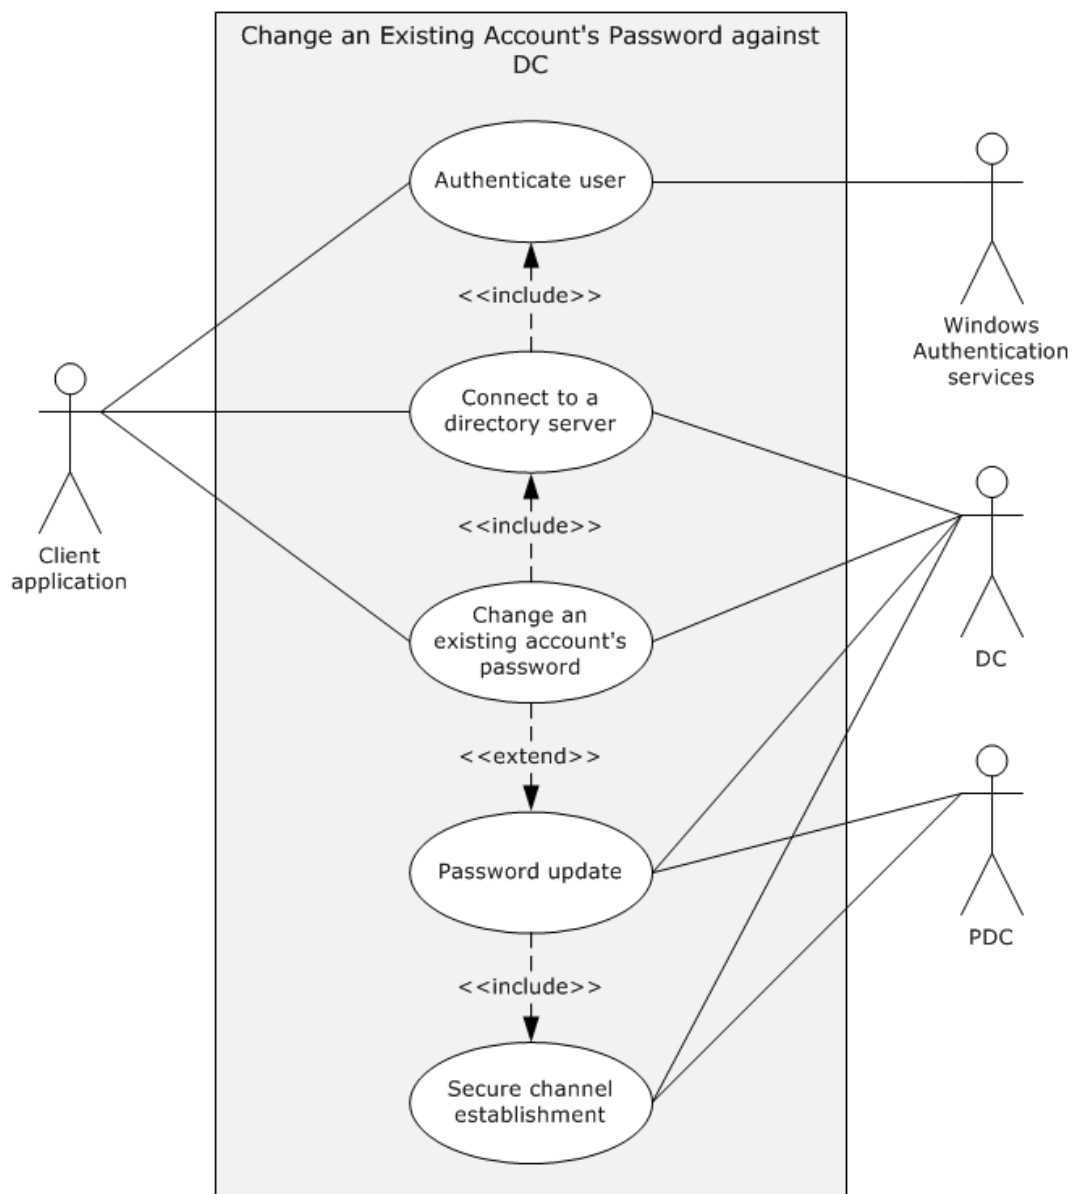 Change an Existing Account's Password against
DC
Authenticate user
<<include>>
Windows
Authentication
services
Connect to a
directory server
<<include>>
Client
application
Change an
existing account's
password
DC
<<extend>>
Password update
PDC
<<include>>
Secure channel
establishment